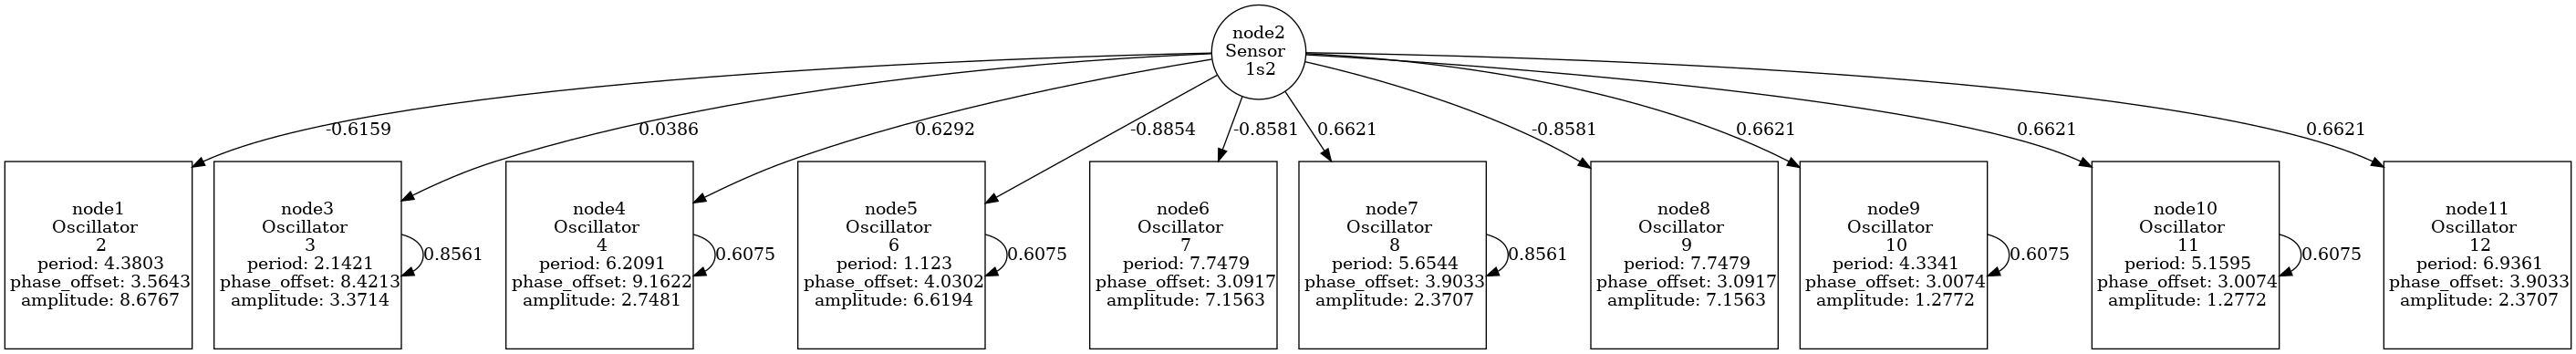 node2
Sensor
1s2
-0.6159
0.0386
0.6292
-0.8854
-0.8581
0.6621
-0.8581
0.6621
0.6621
0.6621
node1
Oscillator
2
period: 4.3803
phase_offset: 3.5643
amplitude: 8.6767
node3
Oscillator
3
period: 2.1421
phase_offset: 8.4213
amplitude: 3.3714
0.8561
node4
Oscillator
4
period: 6.2091
phase_offset: 9.1622
amplitude: 2.7481
0.6075
node5
Oscillator
6
period: 1.123
phase_offset: 4.0302
amplitude: 6.6194
0.6075
node6
Oscillator
7
period: 7.7479
phase_offset: 3.0917
amplitude: 7.1563
node7
Oscillator
8
period: 5.6544
phase_offset: 3.9033
amplitude: 2.3707
0.8561
node8
Oscillator
9
period: 7.7479
phase_offset: 3.0917
amplitude: 7.1563
node9
Oscillator
10
period: 4.3341
phase_offset: 3.0074
amplitude: 1.2772
0.6075
node10
Oscillator
11
period: 5.1595
phase_offset: 3.0074
amplitude: 1.2772
0.6075
node11
Oscillator
12
period: 6.9361
phase_offset: 3.9033
amplitude: 2.3707